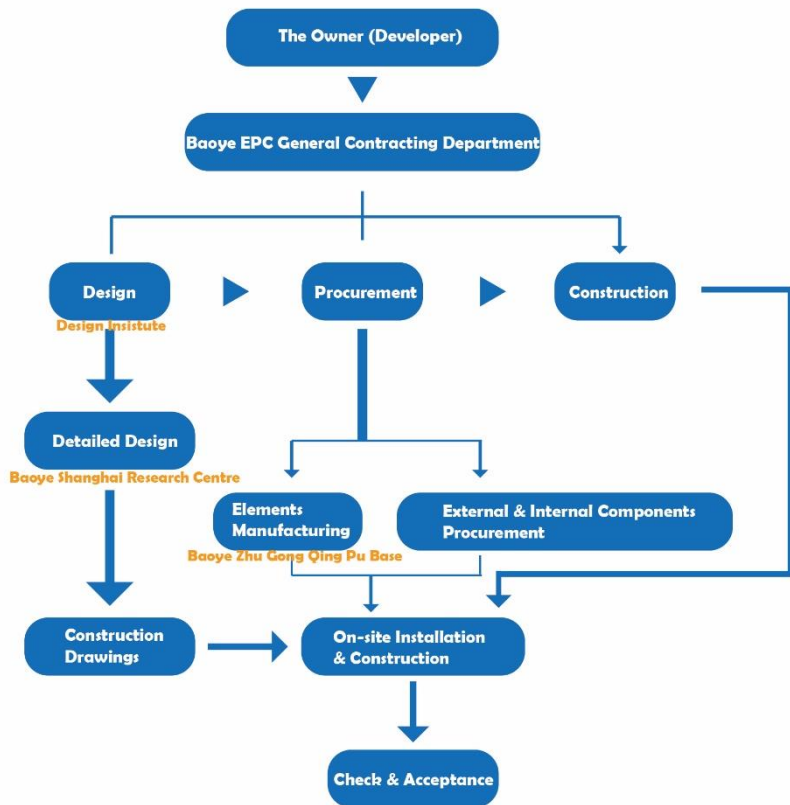 The Owner (Developer)
Baoye EPC General Contracting Department
Design
Procurement
Construction
Design Insistute
Detailed Design
Baoye Shanghai Research Centre
Elements
Manufacturing
External & Internal Components
Procurement
Baoye Zhu Gong Qing Pu Base
Construction
Drawings
On-site Installation
& Construction
Check & Acceptance